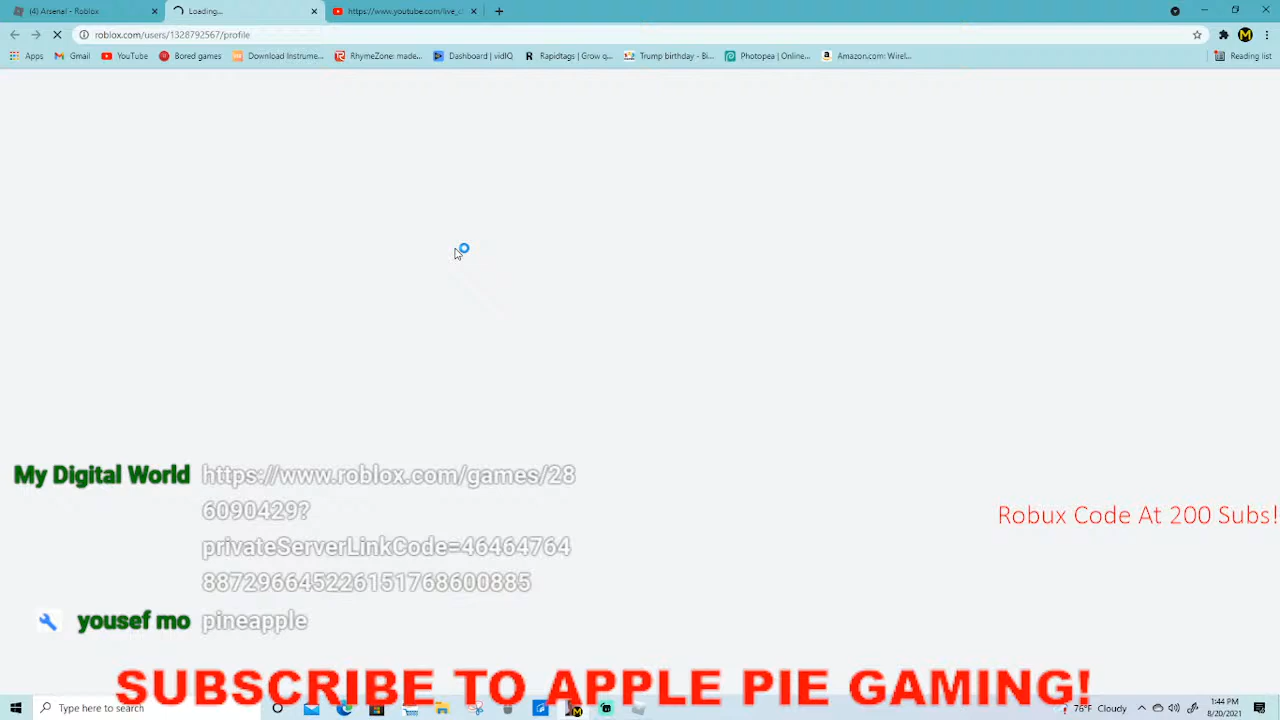 (4) Arsenal - Roblox
Loading...
https://www.youtube.com/live_c
roblox.com/users/1328792567/profile
Apps
Gmail
YouTube
Bored games
Download Instrume...
RhymeZone: made...
Dashboard | vidIQ
Rapidtags | Grow q...
Trump birthday - Bi...
Photopea | Online...
Amazon.com: Wirel...
Reading list
My Digital World https://www.roblox.com/games/28
6090429?
privateServerLinkCode=46464764
887296645226151768600885
Robux Code At 200 Subs!
yousef mo pineapple
SUBSCRIBE TO APPLE PIE GAMING!
Type here to search
76°F Cloudy
1:44 PM
8/20/2021